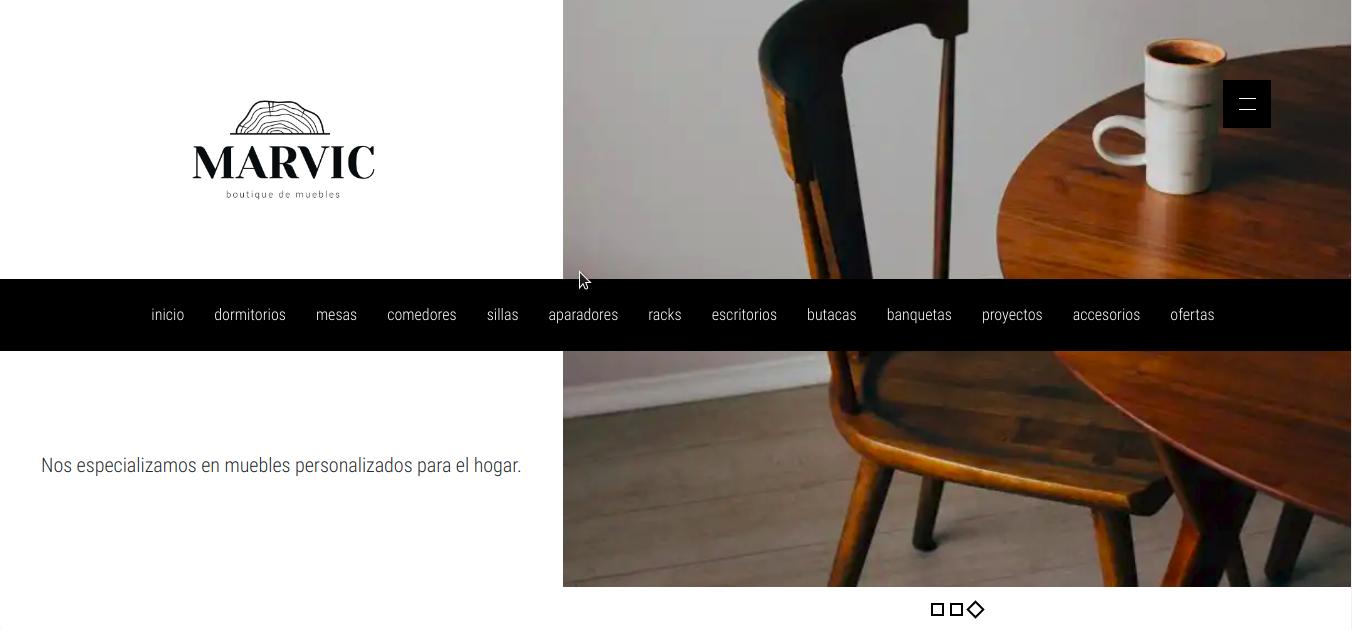 MARVIC
boutique de muebles
inicio dormitorios mesas comedores sillas aparadores racks escritorios butacas banquetas proyectos accesorios ofertas
Nos especializamos en muebles personalizados para el hogar.